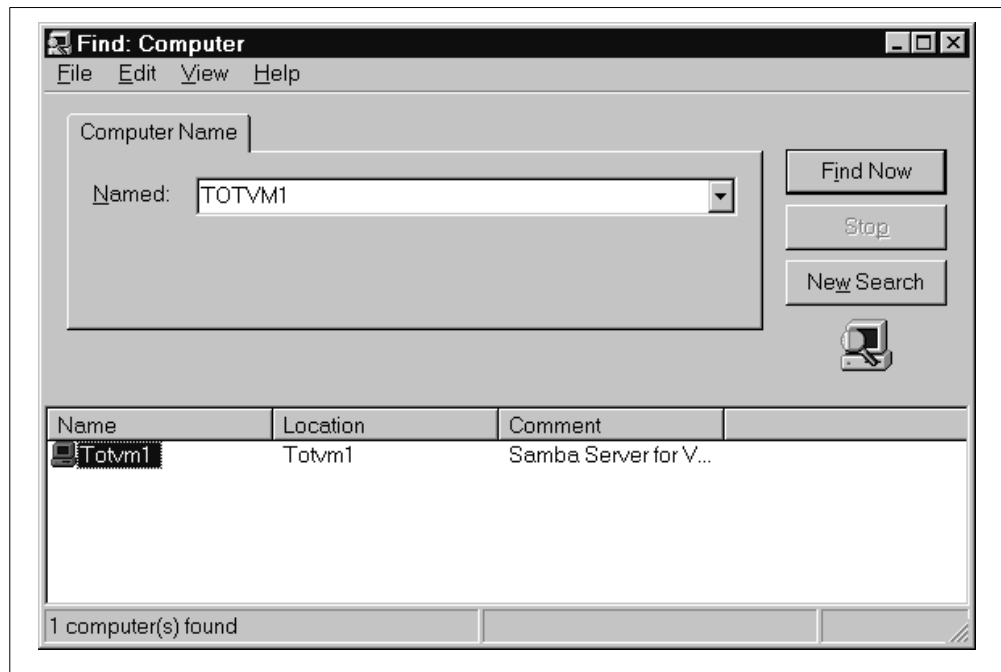 Find: Computer
File Edit View Help
Computer Name
Named: TOTVM1
Find Now
Stop
New Search
Name Location Comment
Totvm1 Totvm1 Samba Server for V...
1 computer(s) found